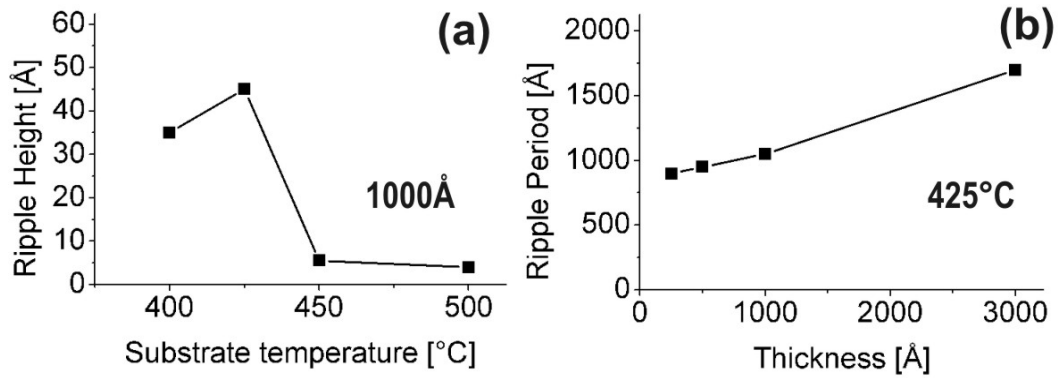 (a)
60
50
40
30
20
10
0
Ripple Height [Å]
1000Å
400 450 500
Substrate temperature [°C]
(b)
2000
1500
1000
500
0
Ripple Period [Å]
425°C
0 1000 2000 3000
Thickness [Å]